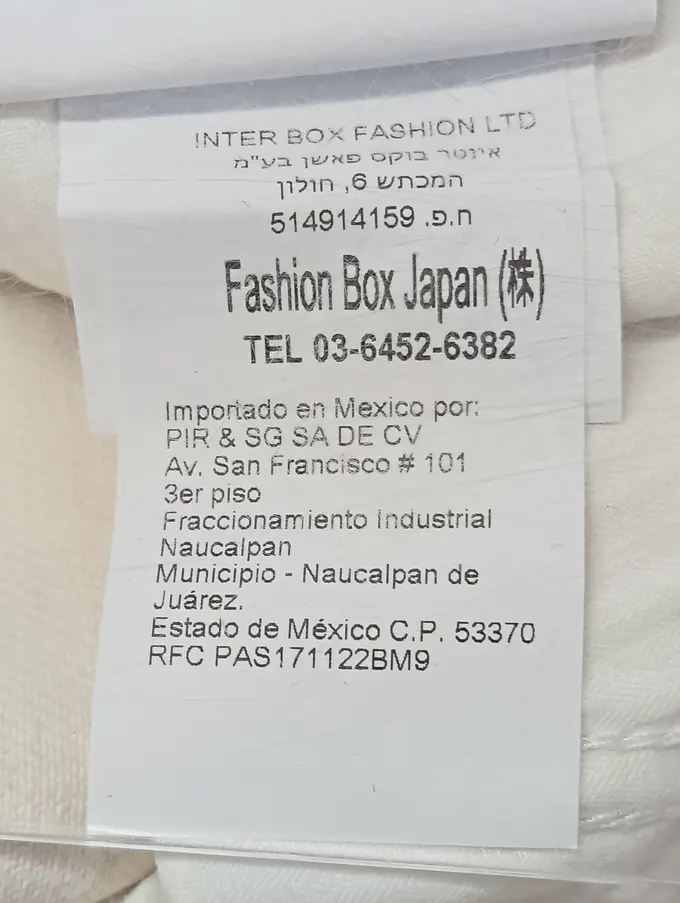 INTER BOX FASHION LTD
אינטר בוקס פאשן בע"מ
המכתש 6, חולון
ח.פ. 514914159
Fashion Box Japan (株)
TEL 03-6452-6382
Importado en Mexico por:
PIR & SG SA DE CV
Av. San Francisco # 101
3er piso
Fraccionamiento Industrial
Naucalpan
Municipio - Naucalpan de
Juárez.
Estado de México C.P. 53370
RFC PAS171122BM9